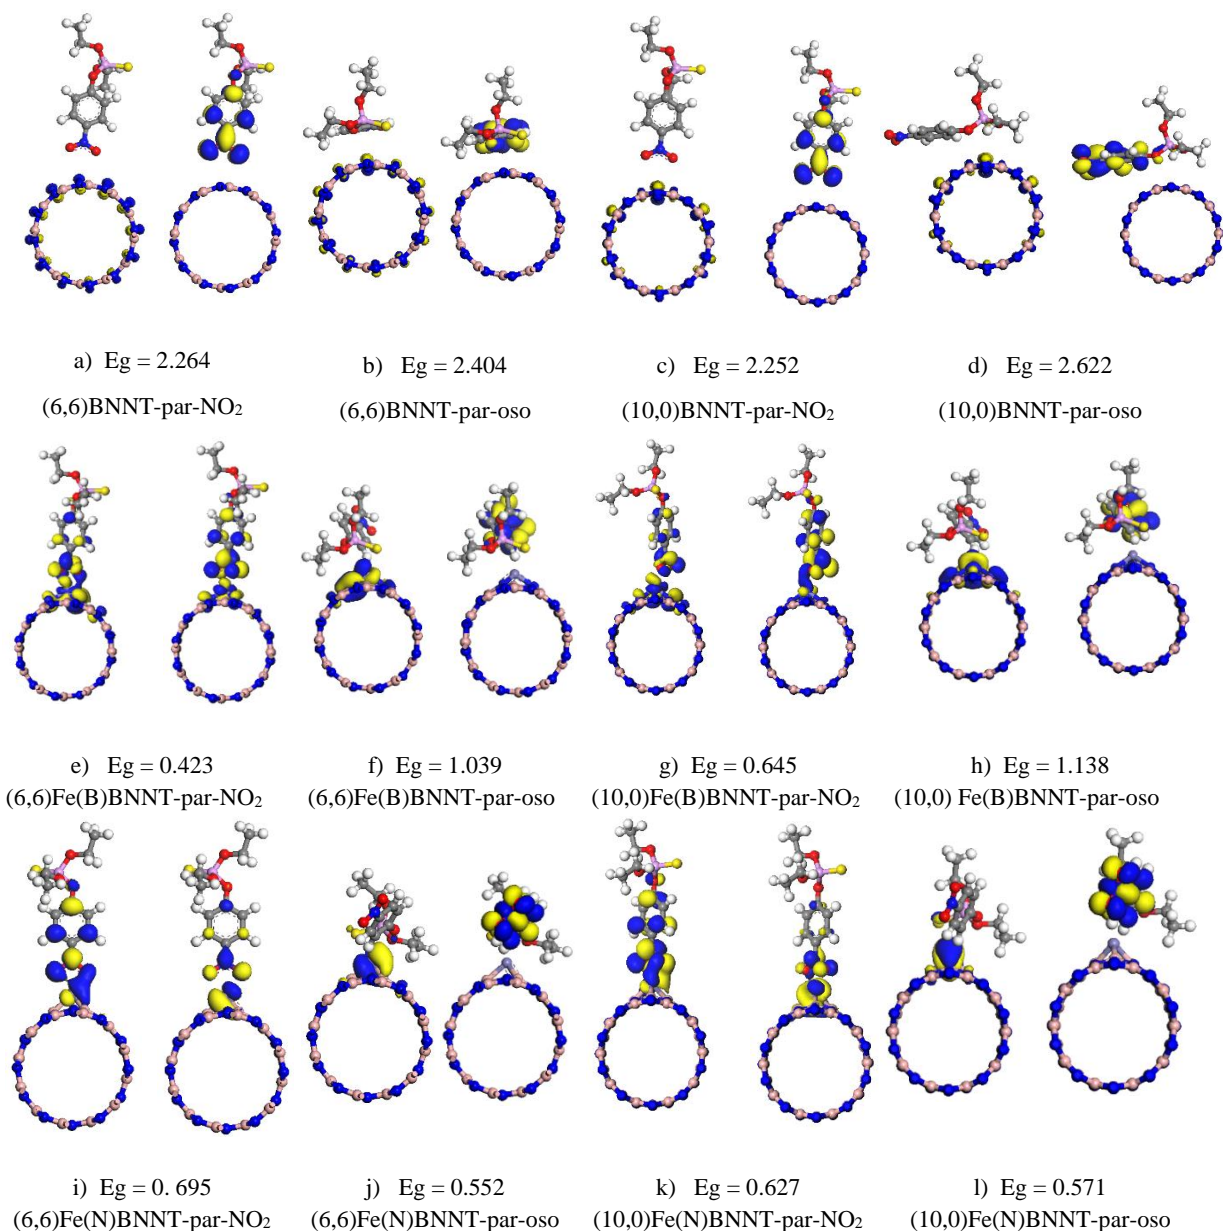 a) Eg = 2.264
(6,6)BNNT-par-NO₂
b) Eg = 2.404
(6,6)BNNT-par-oso
c) Eg = 2.252
(10,0)BNNT-par-NO₂
d) Eg = 2.622
(10,0)BNNT-par-oso
e) Eg = 0.423
(6,6)Fe(B)BNNT-par-NO₂
f) Eg = 1.039
(6,6)Fe(B)BNNT-par-oso
g) Eg = 0.645
(10,0)Fe(B)BNNT-par-NO₂
h) Eg = 1.138
(10,0) Fe(B)BNNT-par-oso
i) Eg = 0. 695
(6,6)Fe(N)BNNT-par-NO₂
j) Eg = 0.552
(6,6)Fe(N)BNNT-par-oso
k) Eg = 0.627
(10,0)Fe(N)BNNT-par-NO₂
l) Eg = 0.571
(10,0)Fe(N)BNNT-par-oso